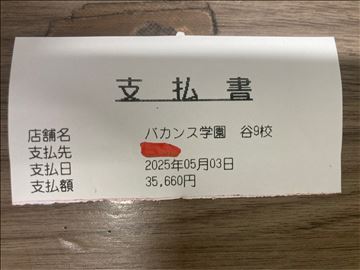 支払書
店舗名 バカンス学園 谷9校
支払先
支払日 2025年05月03日
支払額 35,660円